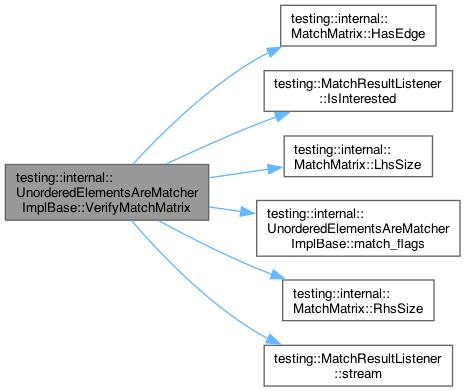 testing::internal::
MatchMatrix::HasEdge
testing::MatchResultListener
::IsInterested
testing::internal::
MatchMatrix::LhsSize
testing::internal::
UnorderedElementsAreMatcher
ImplBase::VerifyMatchMatrix
testing::internal::
UnorderedElementsAreMatcher
ImplBase::match_flags
testing::internal::
MatchMatrix::RhsSize
testing::MatchResultListener
::stream